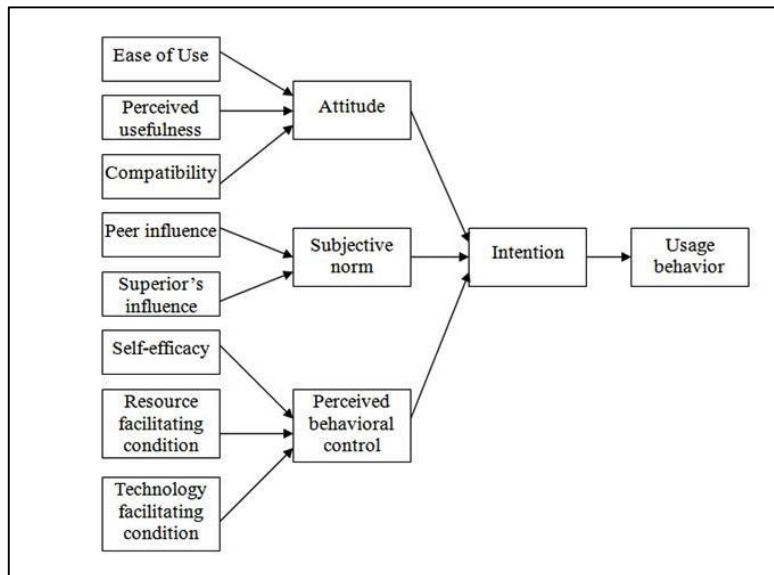 Ease of Use
Perceived
usefulness
Compatibility
Attitude
Peer influence
Superior's
influence
Subjective
norm
Intention
Usage
behavior
Self-efficacy
Resource
facilitating
condition
Technology
facilitating
condition
Perceived
behavioral
control